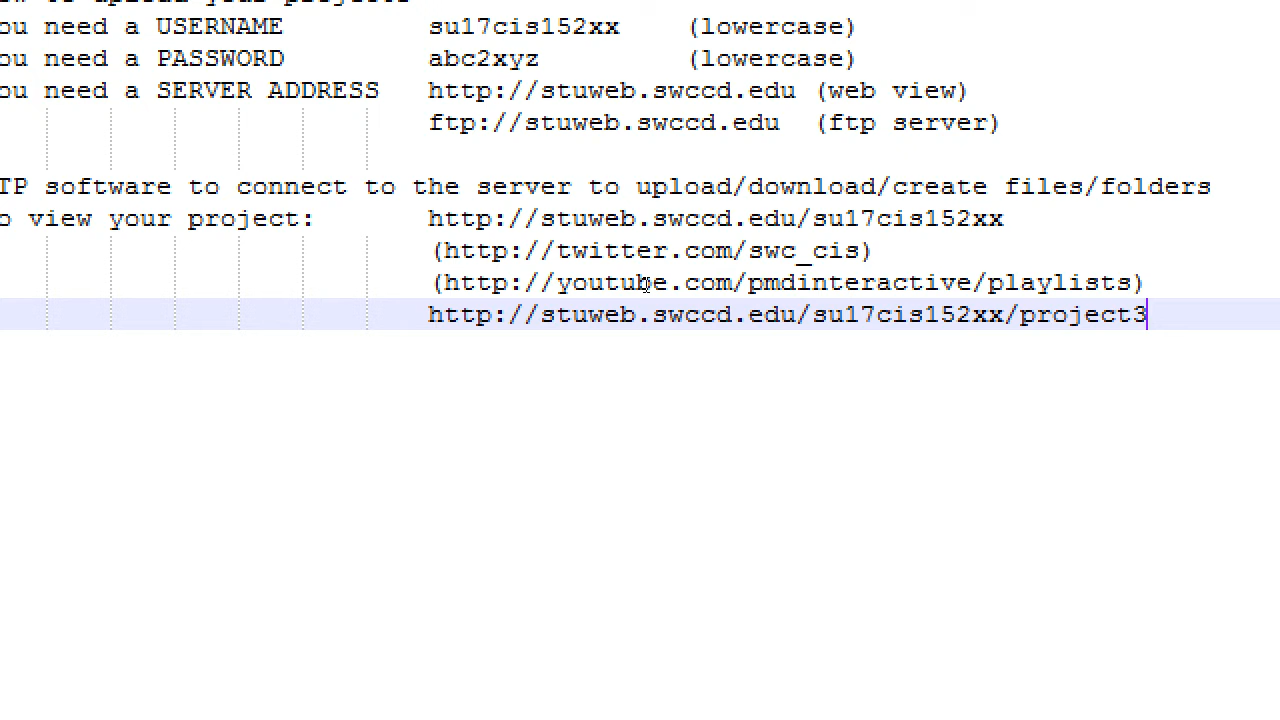 ou need a USERNAME su17cis152xx (lowercase)
ou need a PASSWORD abc2xyz (lowercase)
ou need a SERVER ADDRESS http://stuweb.swccd.edu (web view)
ftp://stuweb.swccd.edu (ftp server)
TP software to connect to the server to upload/download/create files/folders
o view your project: http://stuweb.swccd.edu/su17cis152xx
(http://twitter.com/swc_cis)
(http://youtube.com/pmdinteractive/playlists)
http://stuweb.swccd.edu/su17cis152xx/project3